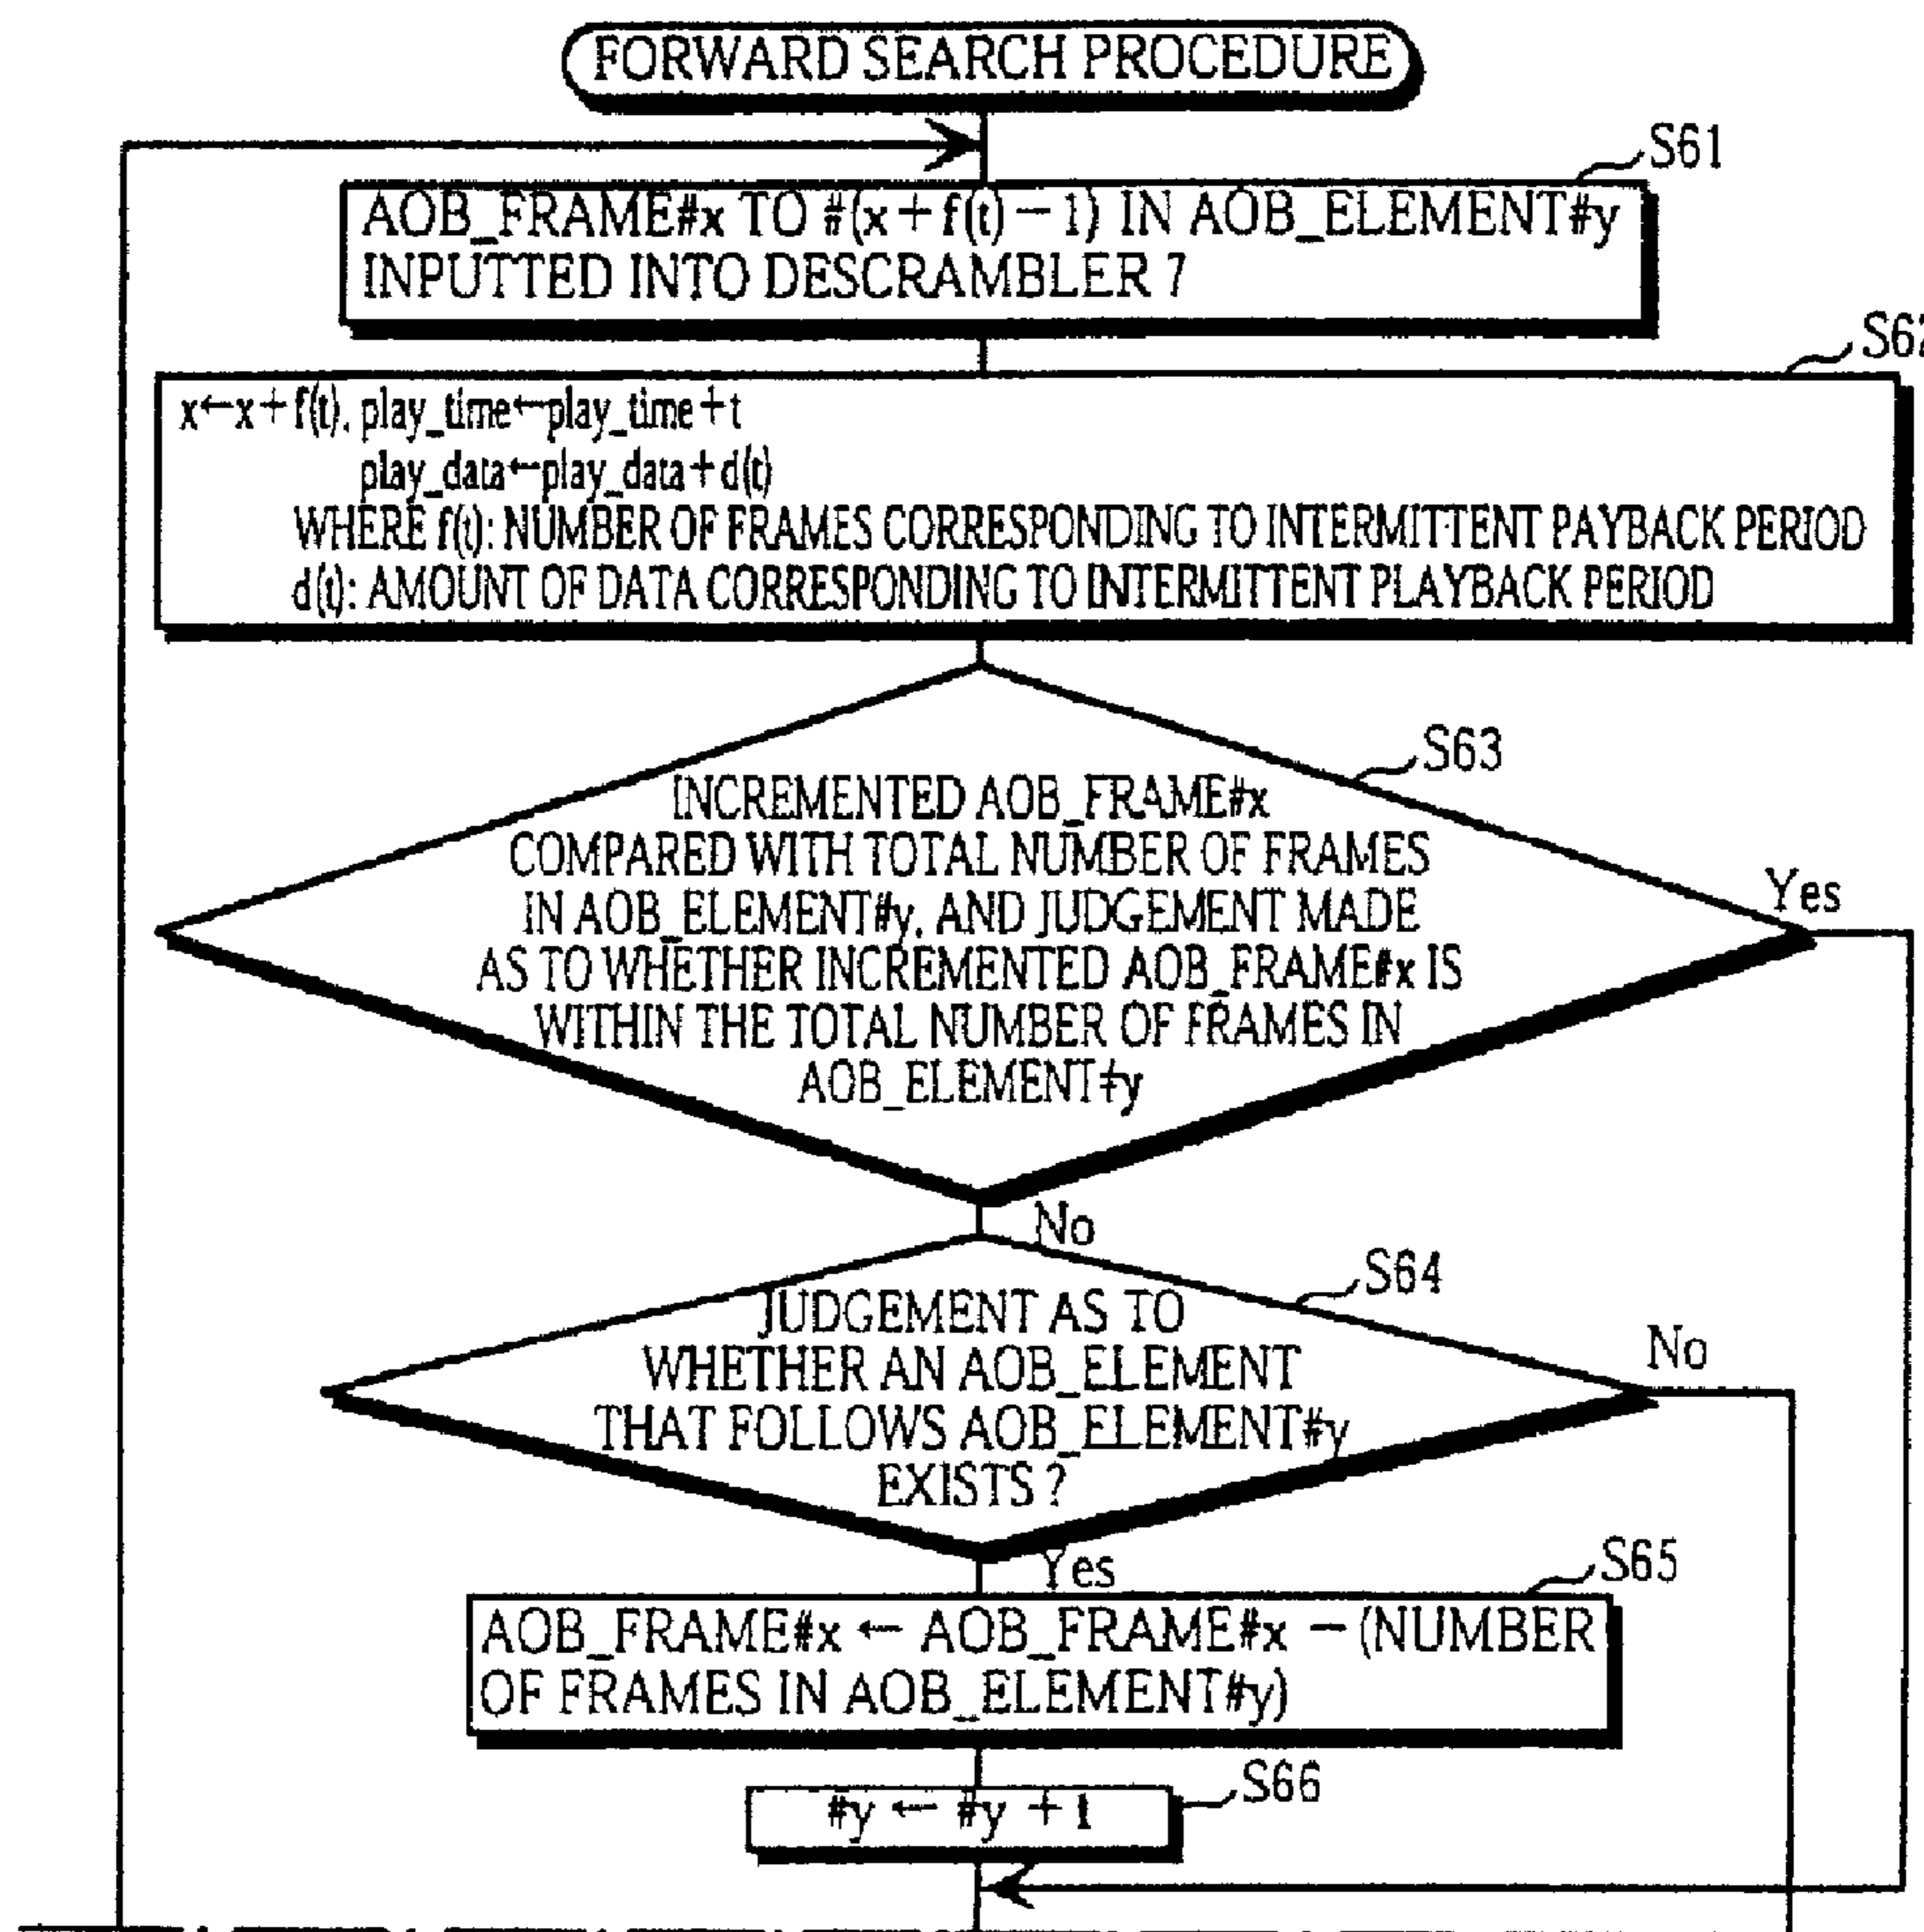 FORWARD SEARCH PROCEDURE
S61
AOB_FRAME#x TO #(x+f(t)−1) IN AOB_ELEMENT#y
INPUTTED INTO DESCRAMBLER 7
S62
x←x+f(t), play_time←play_time+t
play_data←play_data+d(t)
WHERE f(t): NUMBER OF FRAMES CORRESPONDING TO INTERMITTENT PAYBACK PERIOD
d(t): AMOUNT OF DATA CORRESPONDING TO INTERMITTENT PLAYBACK PERIOD
S63
INCREMENTED AOB_FRAME#x
COMPARED WITH TOTAL NUMBER OF FRAMES
IN AOB_ELEMENT#y, AND JUDGEMENT MADE
Yes
AS TO WHETHER INCREMENTED AOB_FRAME#x IS
WITHIN THE TOTAL NUMBER OF FRAMES IN
AOB_ELEMENT#y
No
S64
JUDGEMENT AS TO
WHETHER AN AOB_ELEMENT
No
THAT FOLLOWS AOB_ELEMENT#y
EXISTS ?
Yes
S65
AOB_FRAME#x ← AOB_FRAME#x − (NUMBER
OF FRAMES IN AOB_ELEMENT#y)
S66
#y ← #y + 1